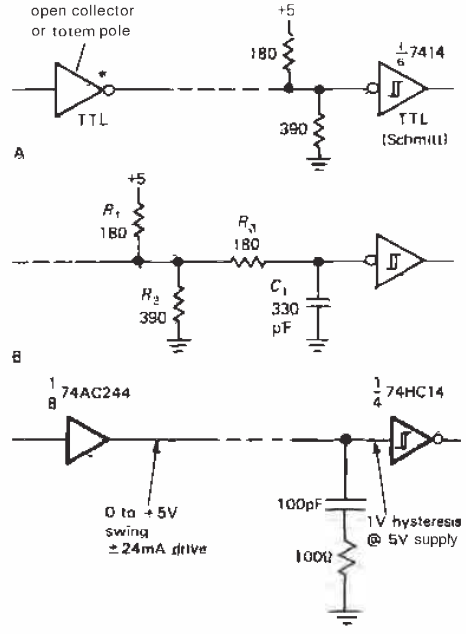 open collector
or totem pole
*
TTL
+5
180
390
1/6 7414
TTL
(Schmitt)
A
+5
R₁
180
R₂
390
R₃
180
C₁
330
pF
B
1/8 74AC244
0 to +5V
swing
±24mA drive
100pF
100Ω
1/4 74HC14
1V hysteresis
@ 5V supply